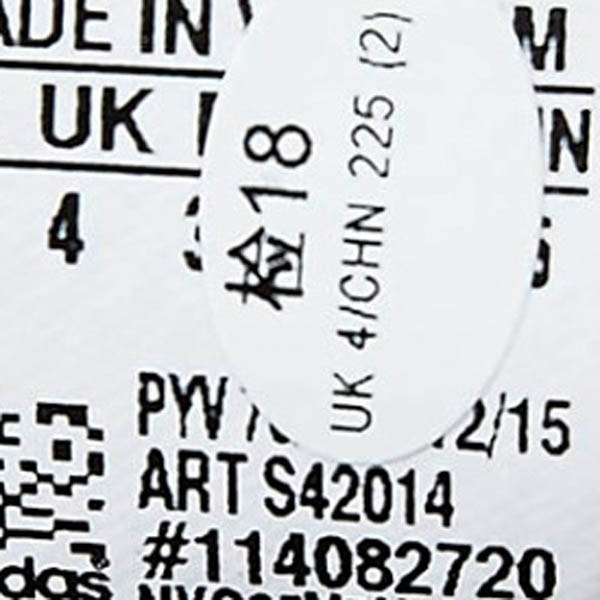 ADE IN
M
UK
4
检18
UK 4/CHN 225 (2)
PYV
2/15
ART S42014
#114082720
das